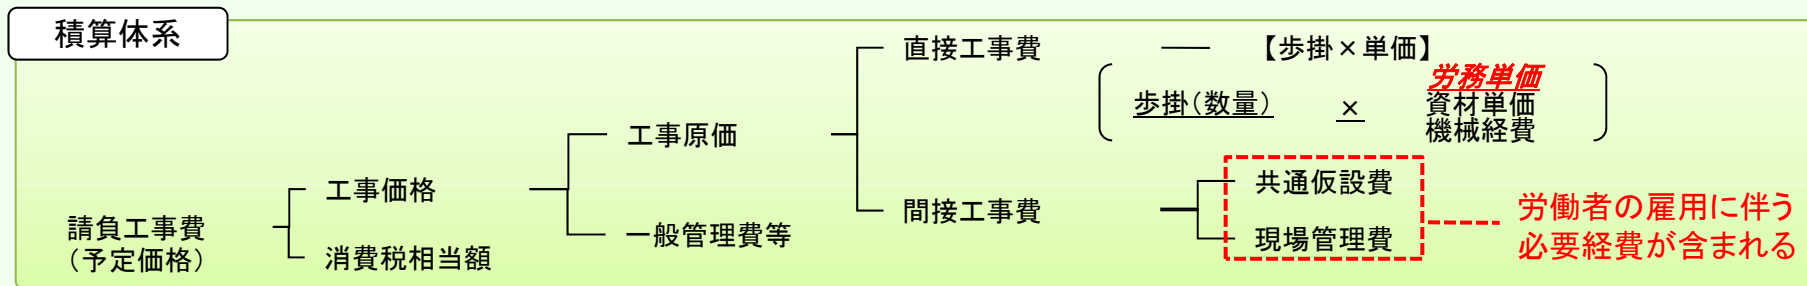 積算体系
直接工事費
【歩掛×単価】
労務単価
歩掛(数量) × 資材単価
機械経費
工事原価
工事価格
共通仮設費
間接工事費
現場管理費
労働者の雇用に伴う
必要経費が含まれる
一般管理費等
請負工事費
(予定価格)
消費税相当額